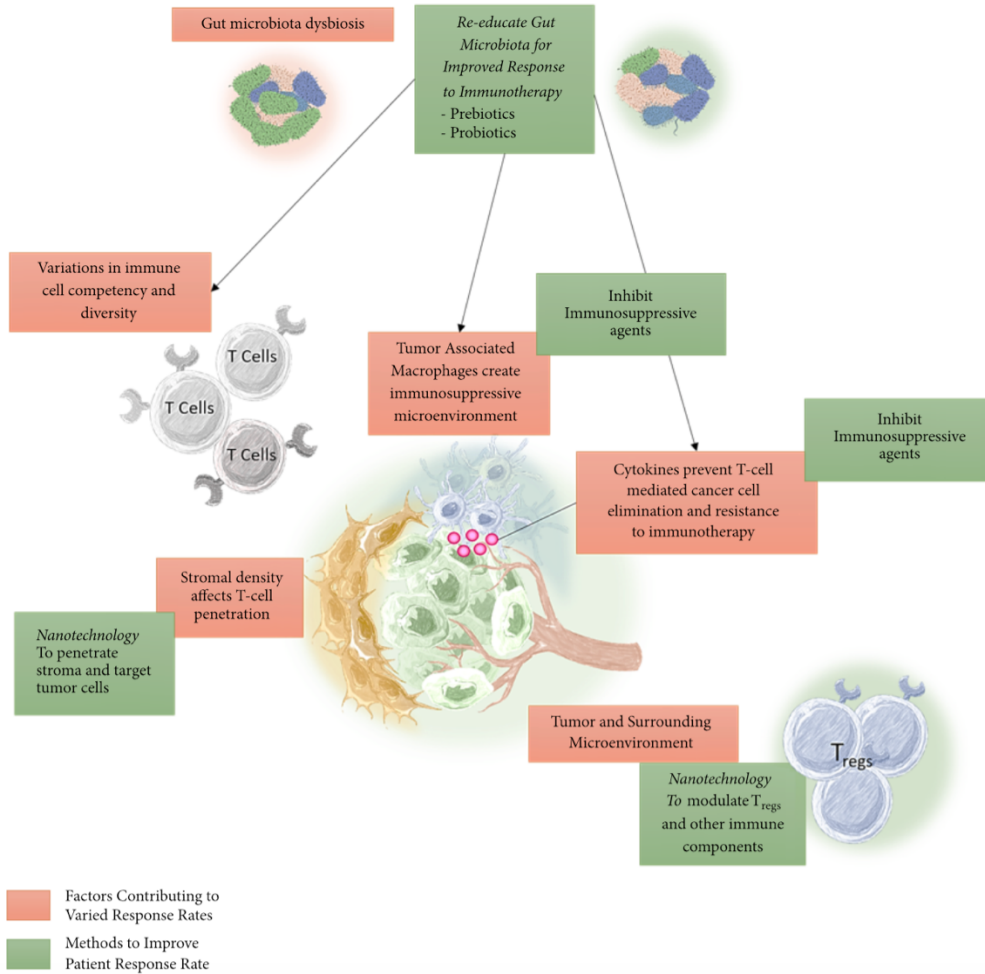 Gut microbiota dysbiosis
Re-educate Gut
Microbiota for
Improved Response
to Immunotherapy
- Prebiotics
- Probiotics
Variations in immune
cell competency and
diversity
T Cells
T Cells
T Cells
Inhibit
Immunosuppressive
agents
Tumor Associated
Macrophages create
immunosuppressive
microenvironment
Inhibit
Immunosuppressive
agents
Cytokines prevent T-cell
mediated cancer cell
elimination and resistance
to immunotherapy
Stromal density
affects T-cell
penetration
Nanotechnology
To penetrate
stroma and target
tumor cells
Tumor and Surrounding
Microenvironment
Tregs
Nanotechnology
To modulate Tregs
and other immune
components
Factors Contributing to
Varied Response Rates
Methods to Improve
Patient Response Rate